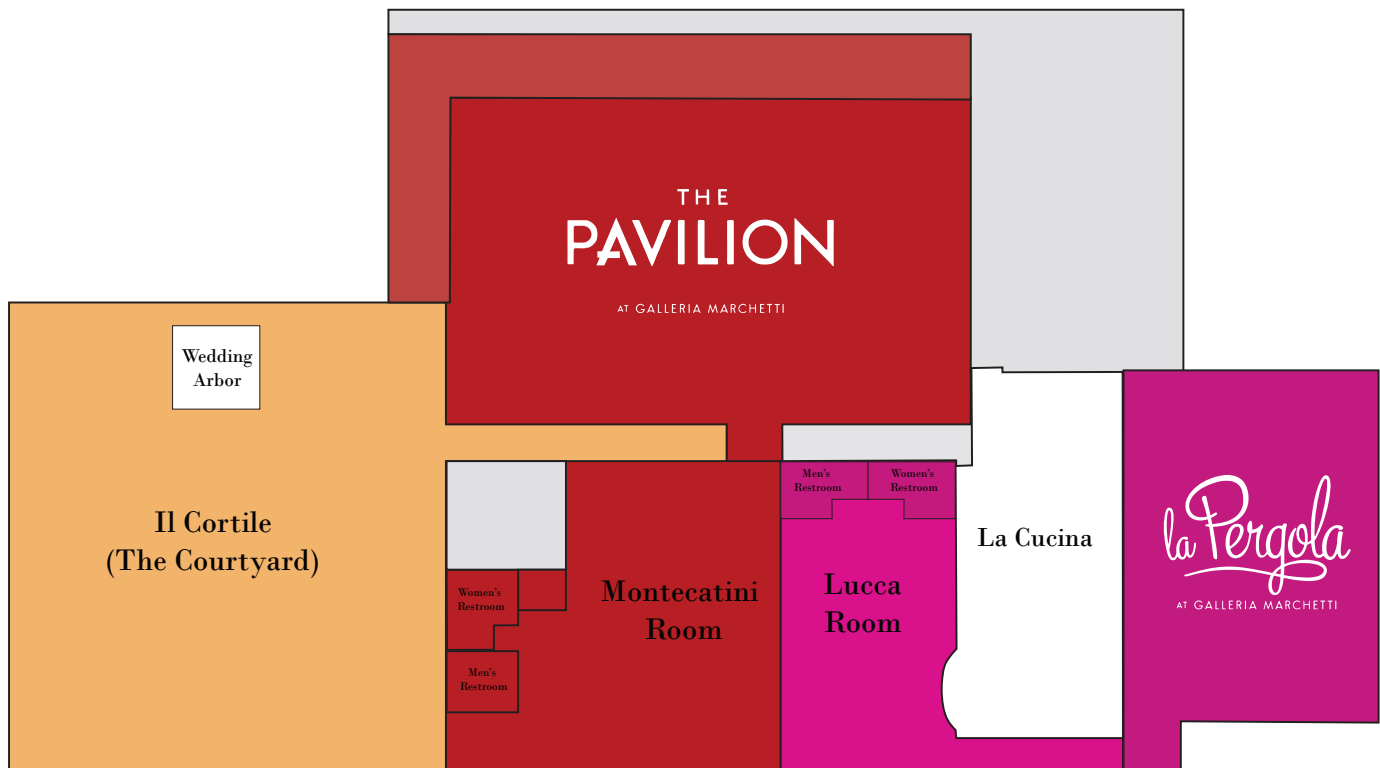 THE
PAVILION
AT GALLERIA MARCHETTI
Wedding
Arbor
Il Cortile
(The Courtyard)
Women's
Restroom
Men's
Restroom
Montecatini
Room
Men's
Restroom
Women's
Restroom
Lucca
Room
La Cucina
la Pergola
AT GALLERIA MARCHETTI